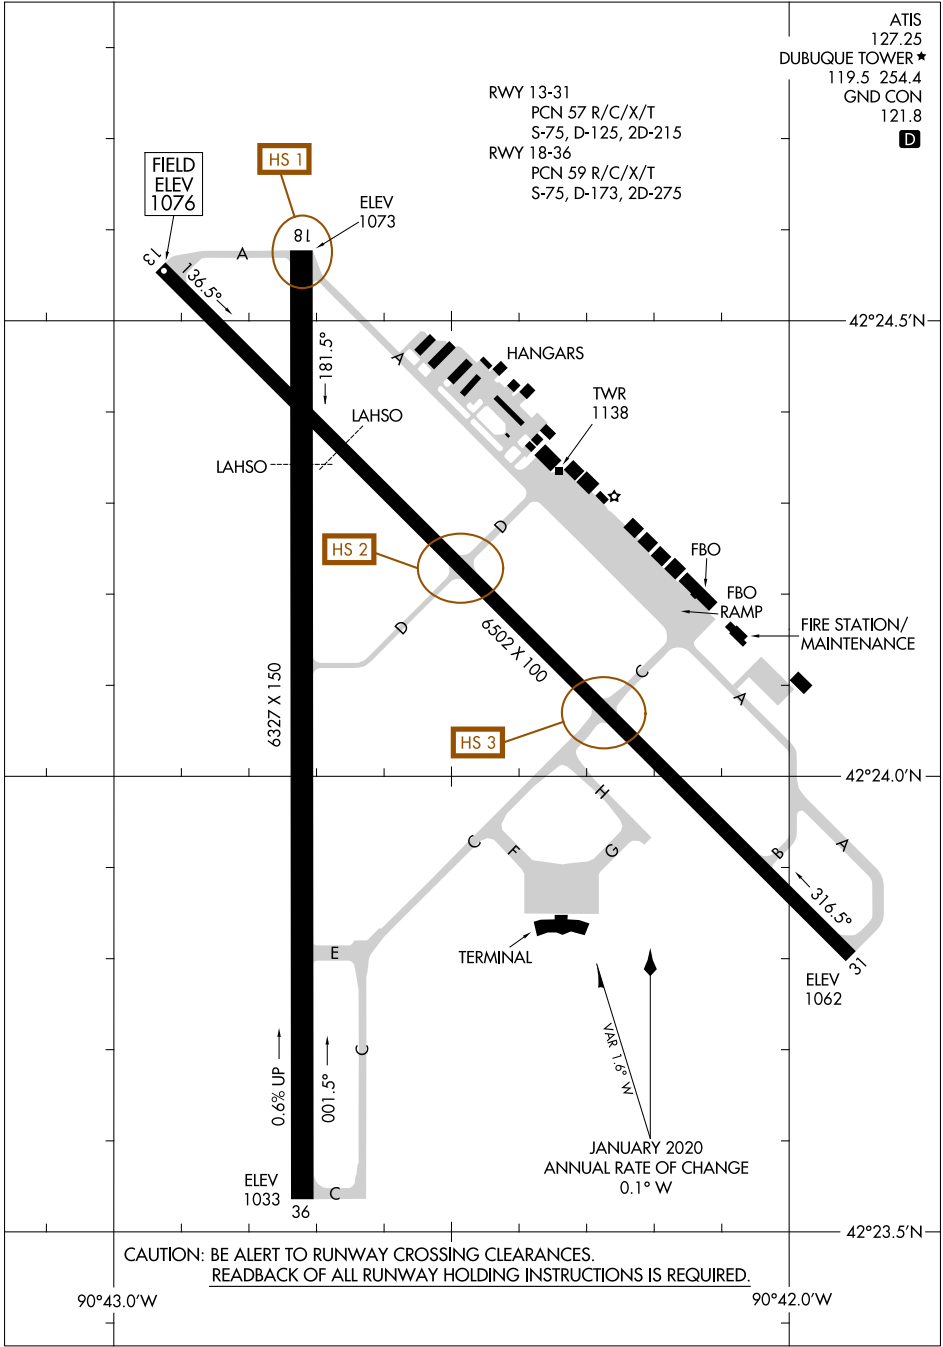 ATIS
127.25
DUBUQUE TOWER ★
119.5 254.4
GND CON
121.8
D
RWY 13-31
PCN 57 R/C/X/T
S-75, D-125, 2D-215
RWY 18-36
PCN 59 R/C/X/T
S-75, D-173, 2D-275
HS 1
FIELD
ELEV
1076
ELEV
1073
18
13
A
136.5°
42°24.5'N
181.5°
A
HANGARS
TWR
1138
LAHSO
LAHSO
D
HS 2
FBO
FBO
RAMP
D
6502 X 100
FIRE STATION/
MAINTENANCE
C
A
6327 X 150
HS 3
42°24.0'N
H
C
F
G
B
A
316.5°
E
TERMINAL
31
ELEV
1062
C
VAR 1.6° W
0.6% UP
001.5°
JANUARY 2020
ANNUAL RATE OF CHANGE
0.1° W
ELEV
1033
C
36
42°23.5'N
CAUTION: BE ALERT TO RUNWAY CROSSING CLEARANCES.
READBACK OF ALL RUNWAY HOLDING INSTRUCTIONS IS REQUIRED.
90°43.0'W
90°42.0'W